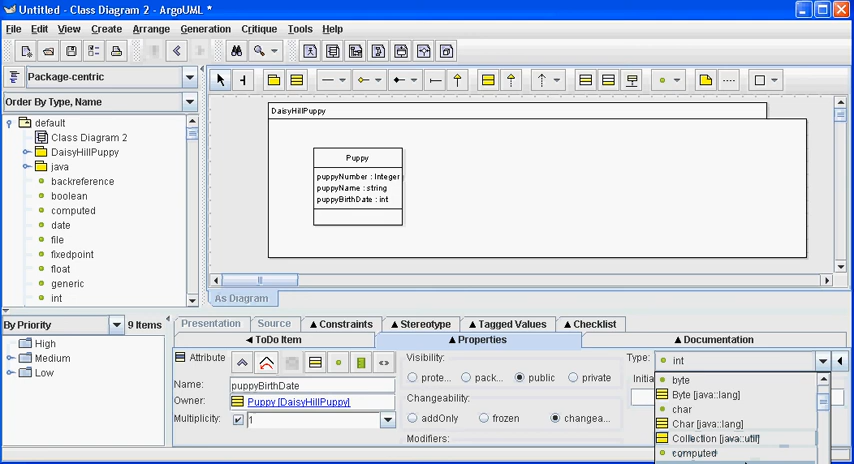 Untitled - Class Diagram 2 - ArgoUML *
File Edit View Create Arrange Generation Critique Tools Help
Package-centric
Order By Type, Name
default
Class Diagram 2
DaisyHillPuppy
java
backreference
boolean
computed
date
file
fixedpoint
float
generic
int
DaisyHillPuppy
Puppy
puppyNumber : Integer
puppyName : string
puppyBirthDate : int
As Diagram
By Priority 9 Items
High
Medium
Low
Presentation Source ▲ Constraints ▲ Stereotype ▲ Tagged Values ▲ Checklist
◄ ToDo Item ▲ Properties ▲ Documentation
Attribute
Name: puppyBirthDate
Owner: Puppy [DaisyHillPuppy]
Multiplicity: 1
Visibility:
prote... pack... public private
Changeability:
addOnly frozen changea...
Modifiers:
Type: int
Initia
byte
Byte [java::lang]
char
Char [java::lang]
Collection [java::util]
computed